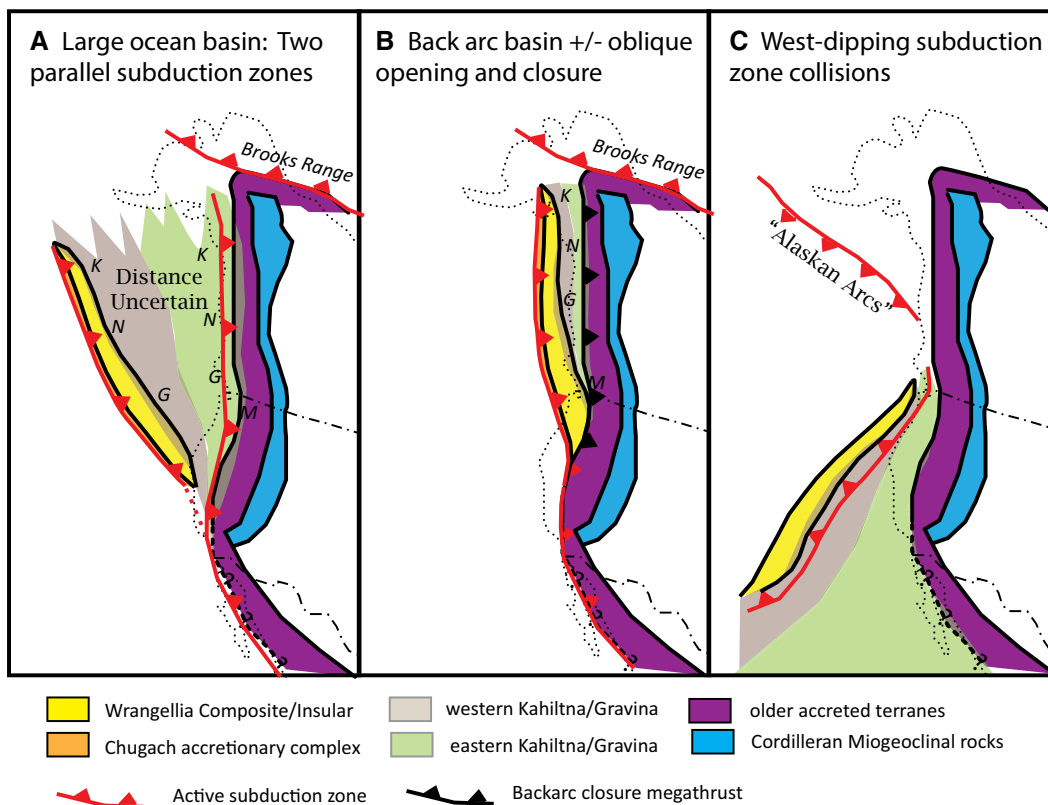 A Large ocean basin: Two
parallel subduction zones
Brooks Range
K
K
Distance
Uncertain
N
N
G
G
M
?
?
?
B Back arc basin +/- oblique
opening and closure
Brooks Range
K
N
G
M
?
?
?
C West-dipping subduction
zone collisions
"Alaskan Arcs"
?
?
?
Wrangellia Composite/Insular
Chugach accretionary complex
western Kahiltna/Gravina
eastern Kahiltna/Gravina
older accreted terranes
Cordilleran Miogeoclinal rocks
Active subduction zone
Backarc closure megathrust